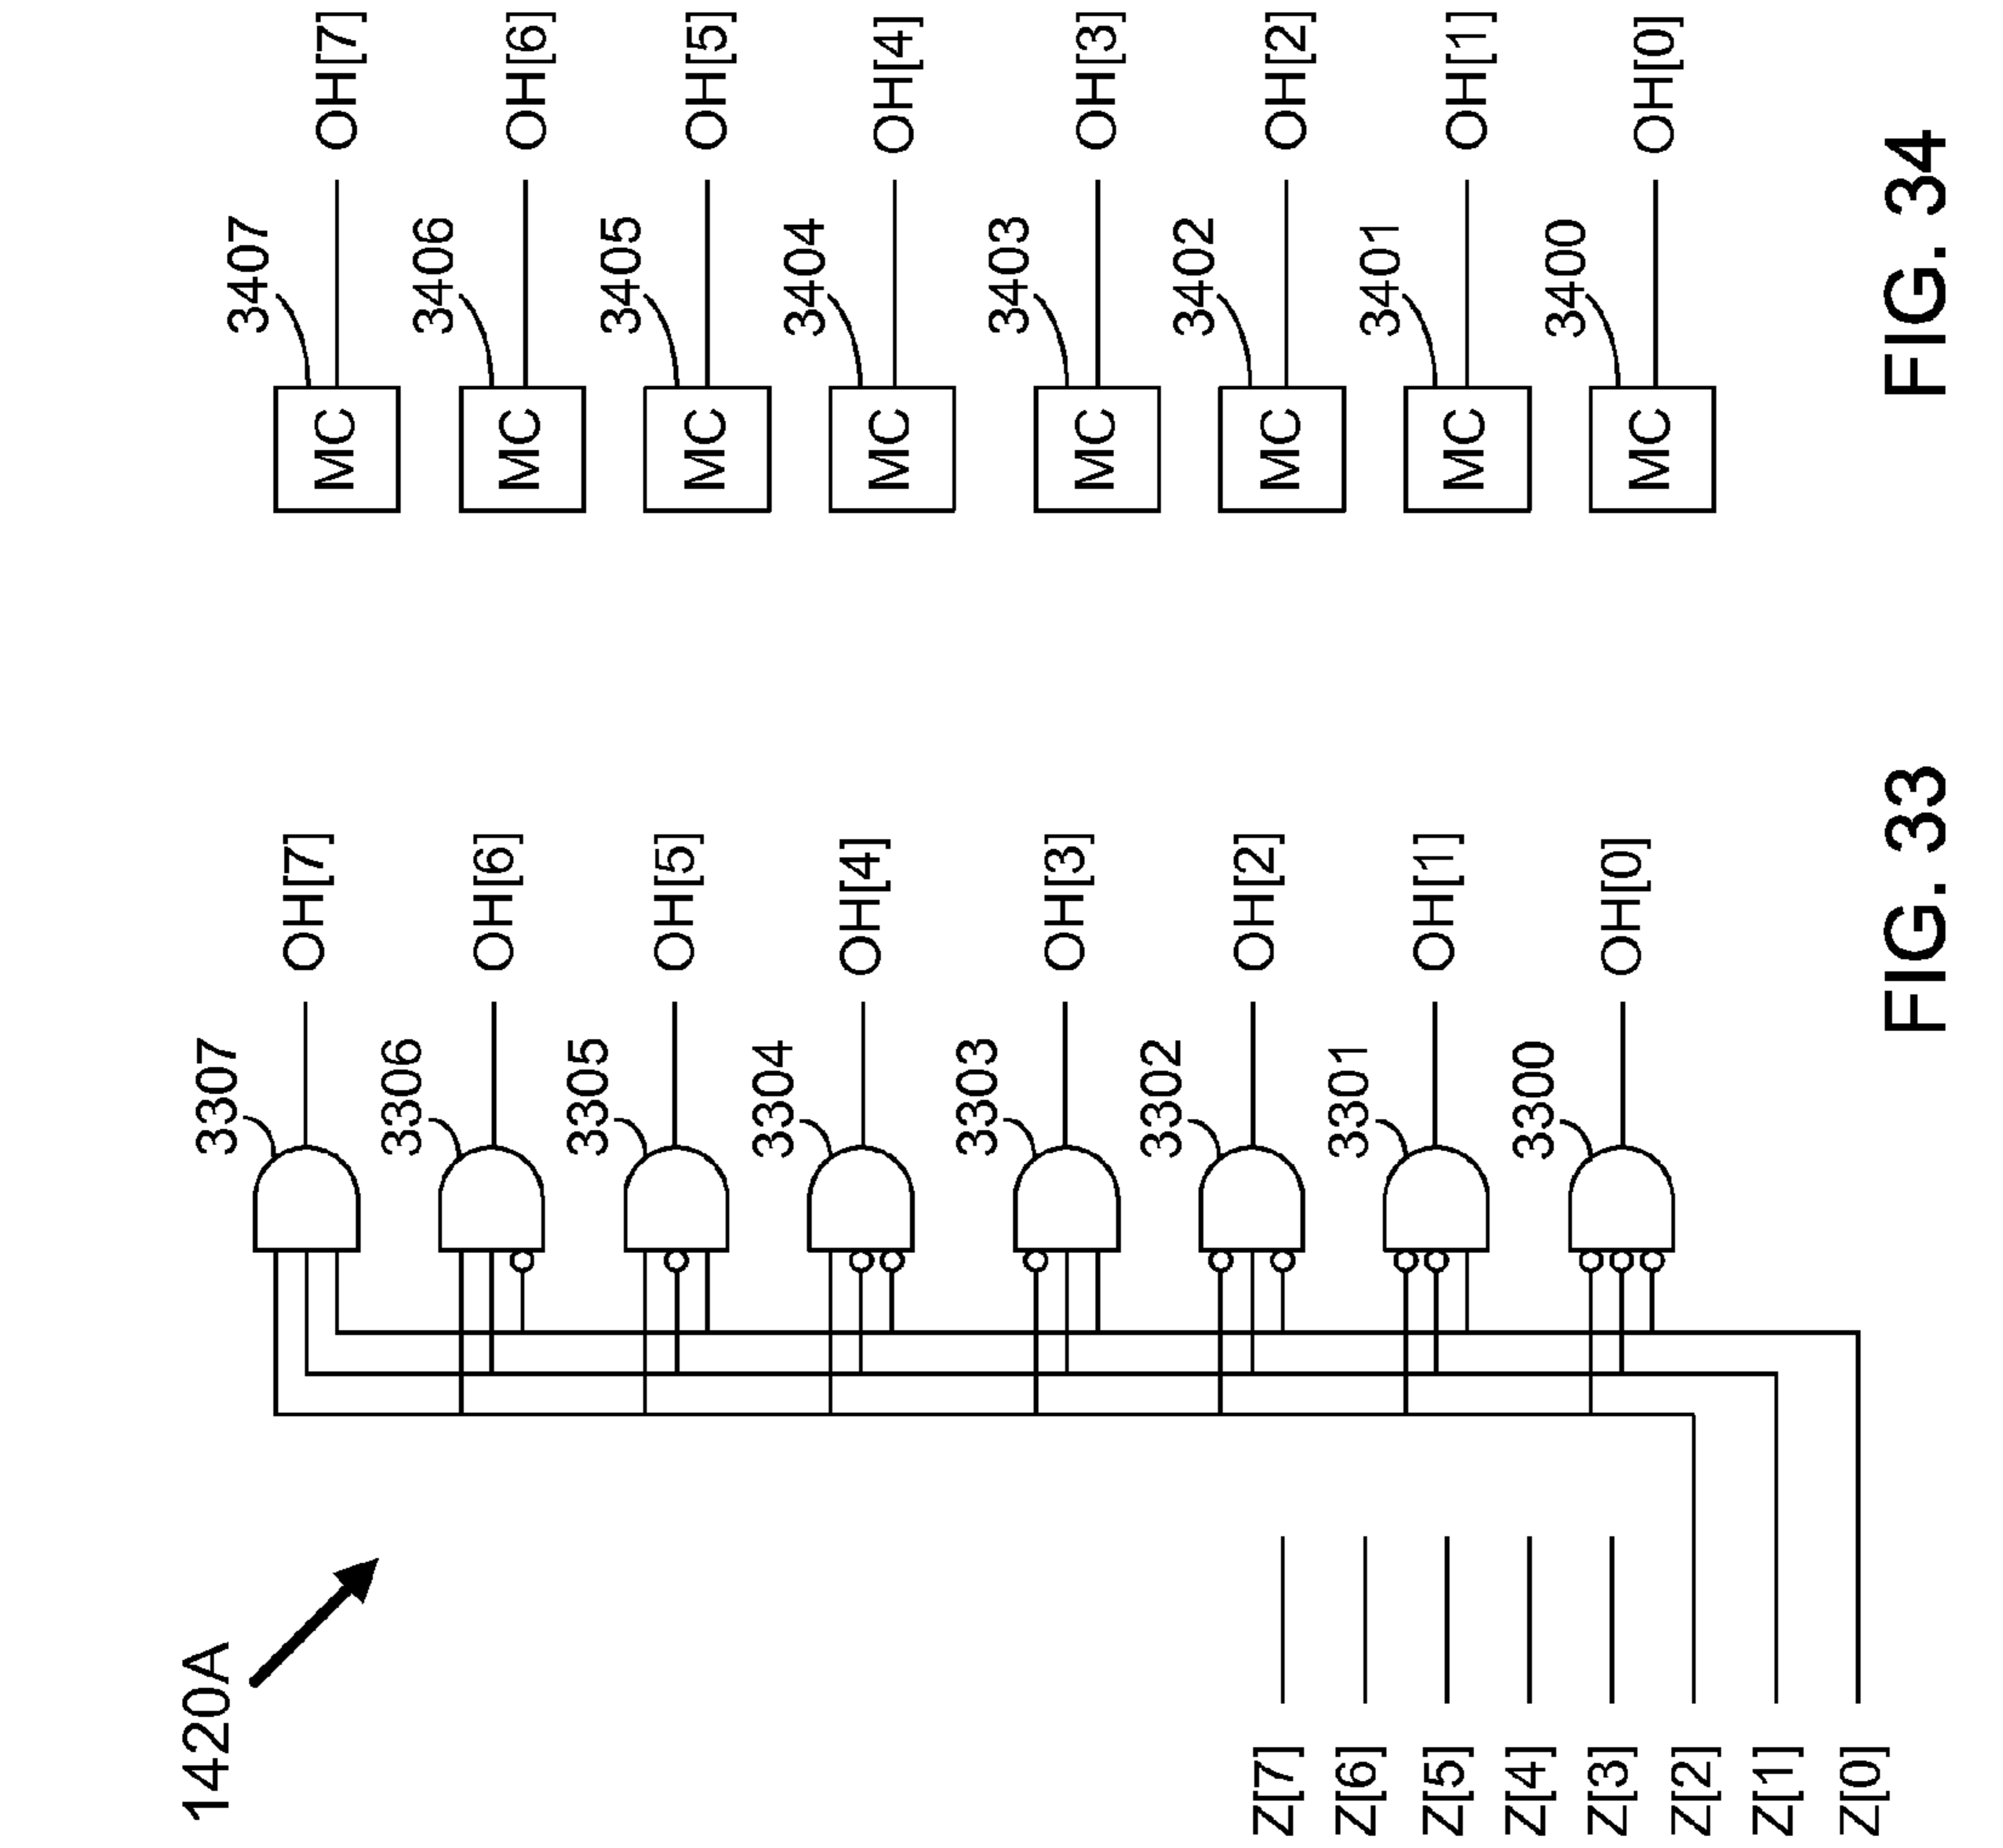 1420A
3307
OH[7]
3306
OH[6]
3305
OH[5]
3304
OH[4]
3303
OH[3]
3302
OH[2]
3301
OH[1]
3300
OH[0]
Z[7]
Z[6]
Z[5]
Z[4]
Z[3]
Z[2]
Z[1]
Z[0]
FIG. 33
3407
MC
OH[7]
3406
MC
OH[6]
3405
MC
OH[5]
3404
MC
OH[4]
3403
MC
OH[3]
3402
MC
OH[2]
3401
MC
OH[1]
3400
MC
OH[0]
FIG. 34